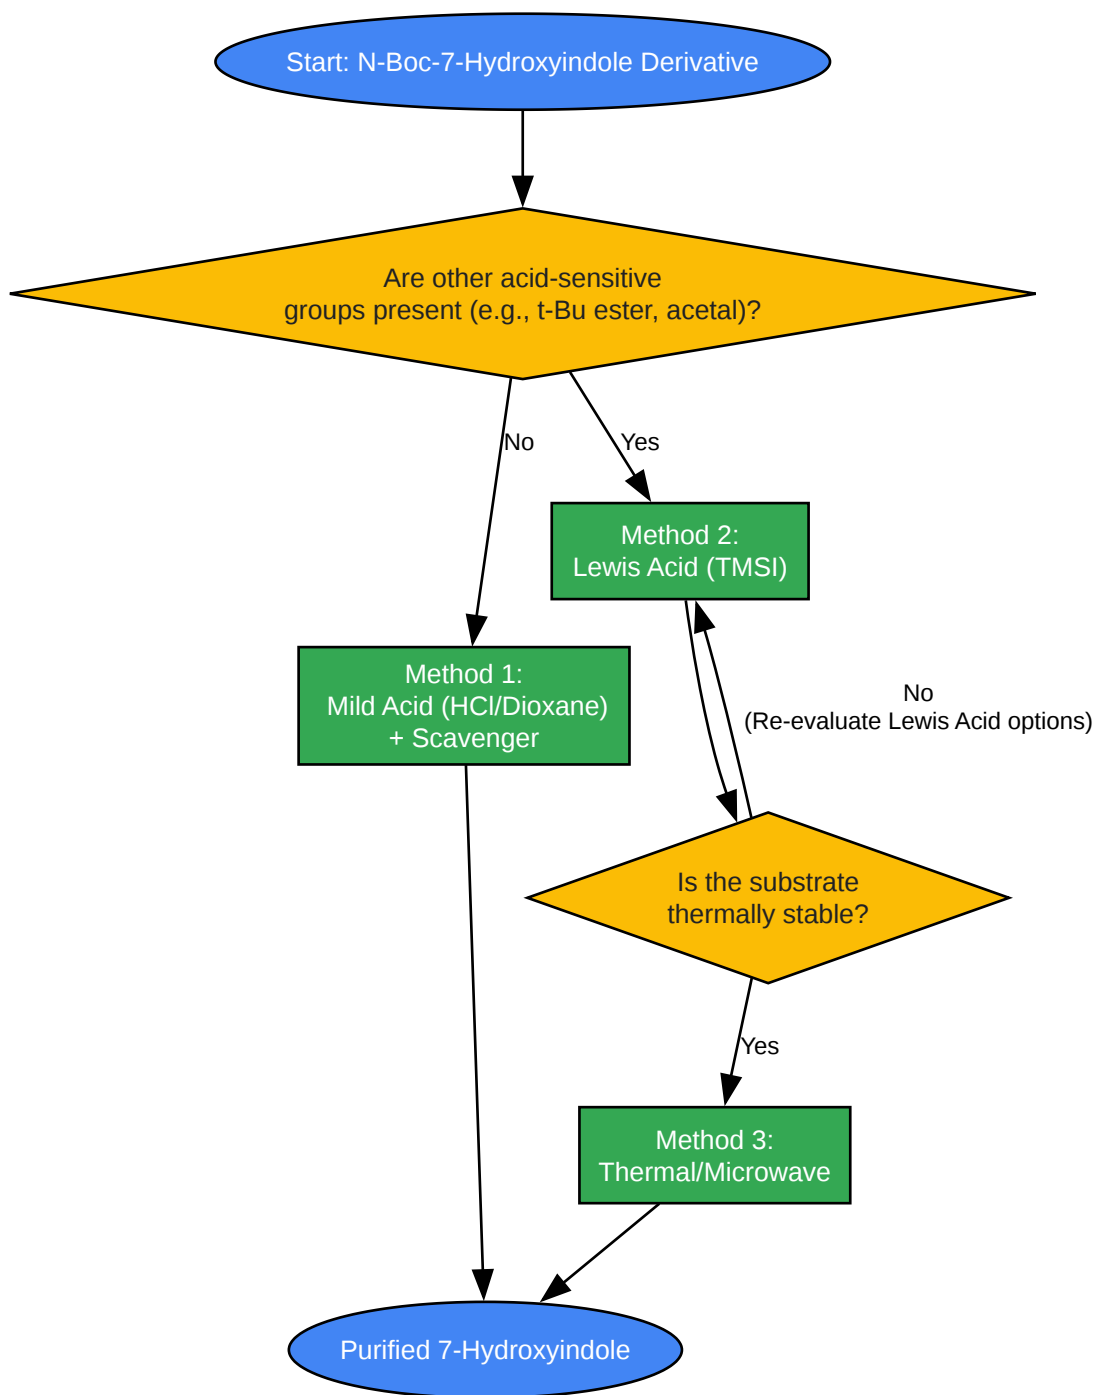 Start: N-Boc-7-Hydroxyindole Derivative
Are other acid-sensitive
groups present (e.g., t-Bu ester, acetal)?
No
Yes
Method 2:
Lewis Acid (TMSI)
Method 1:
Mild Acid (HCl/Dioxane)
+ Scavenger
No
(Re-evaluate Lewis Acid options)
Is the substrate
thermally stable?
Yes
Method 3:
Thermal/Microwave
Purified 7-Hydroxyindole